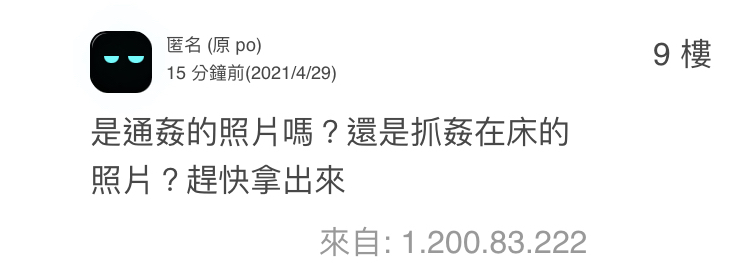 匿名 (原 po)
9 樓
15 分鐘前(2021/4/29)
是通姦的照片嗎？還是抓姦在床的
照片？趕快拿出來
來自: 1.200.83.222